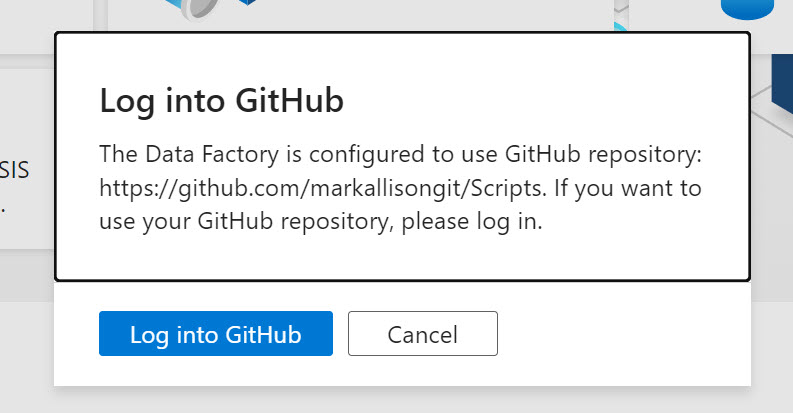 Log into GitHub
The Data Factory is configured to use GitHub repository:
https://github.com/markallisongit/Scripts. If you want to
use your GitHub repository, please log in.
SIS
.
Log into GitHub
Cancel